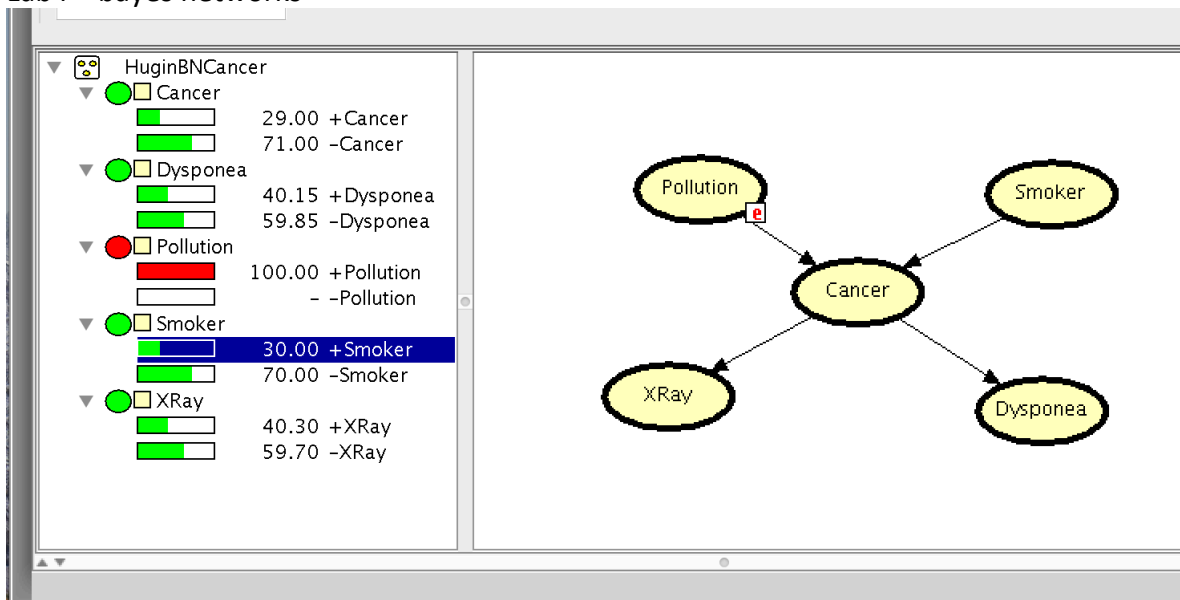 HuginBNCancer
Cancer
29.00 +Cancer
71.00 -Cancer
Dysponea
40.15 +Dysponea
59.85 -Dysponea
Pollution
100.00 +Pollution
- -Pollution
Smoker
30.00 +Smoker
70.00 -Smoker
XRay
40.30 +XRay
59.70 -XRay
Pollution
e
Smoker
Cancer
XRay
Dysponea